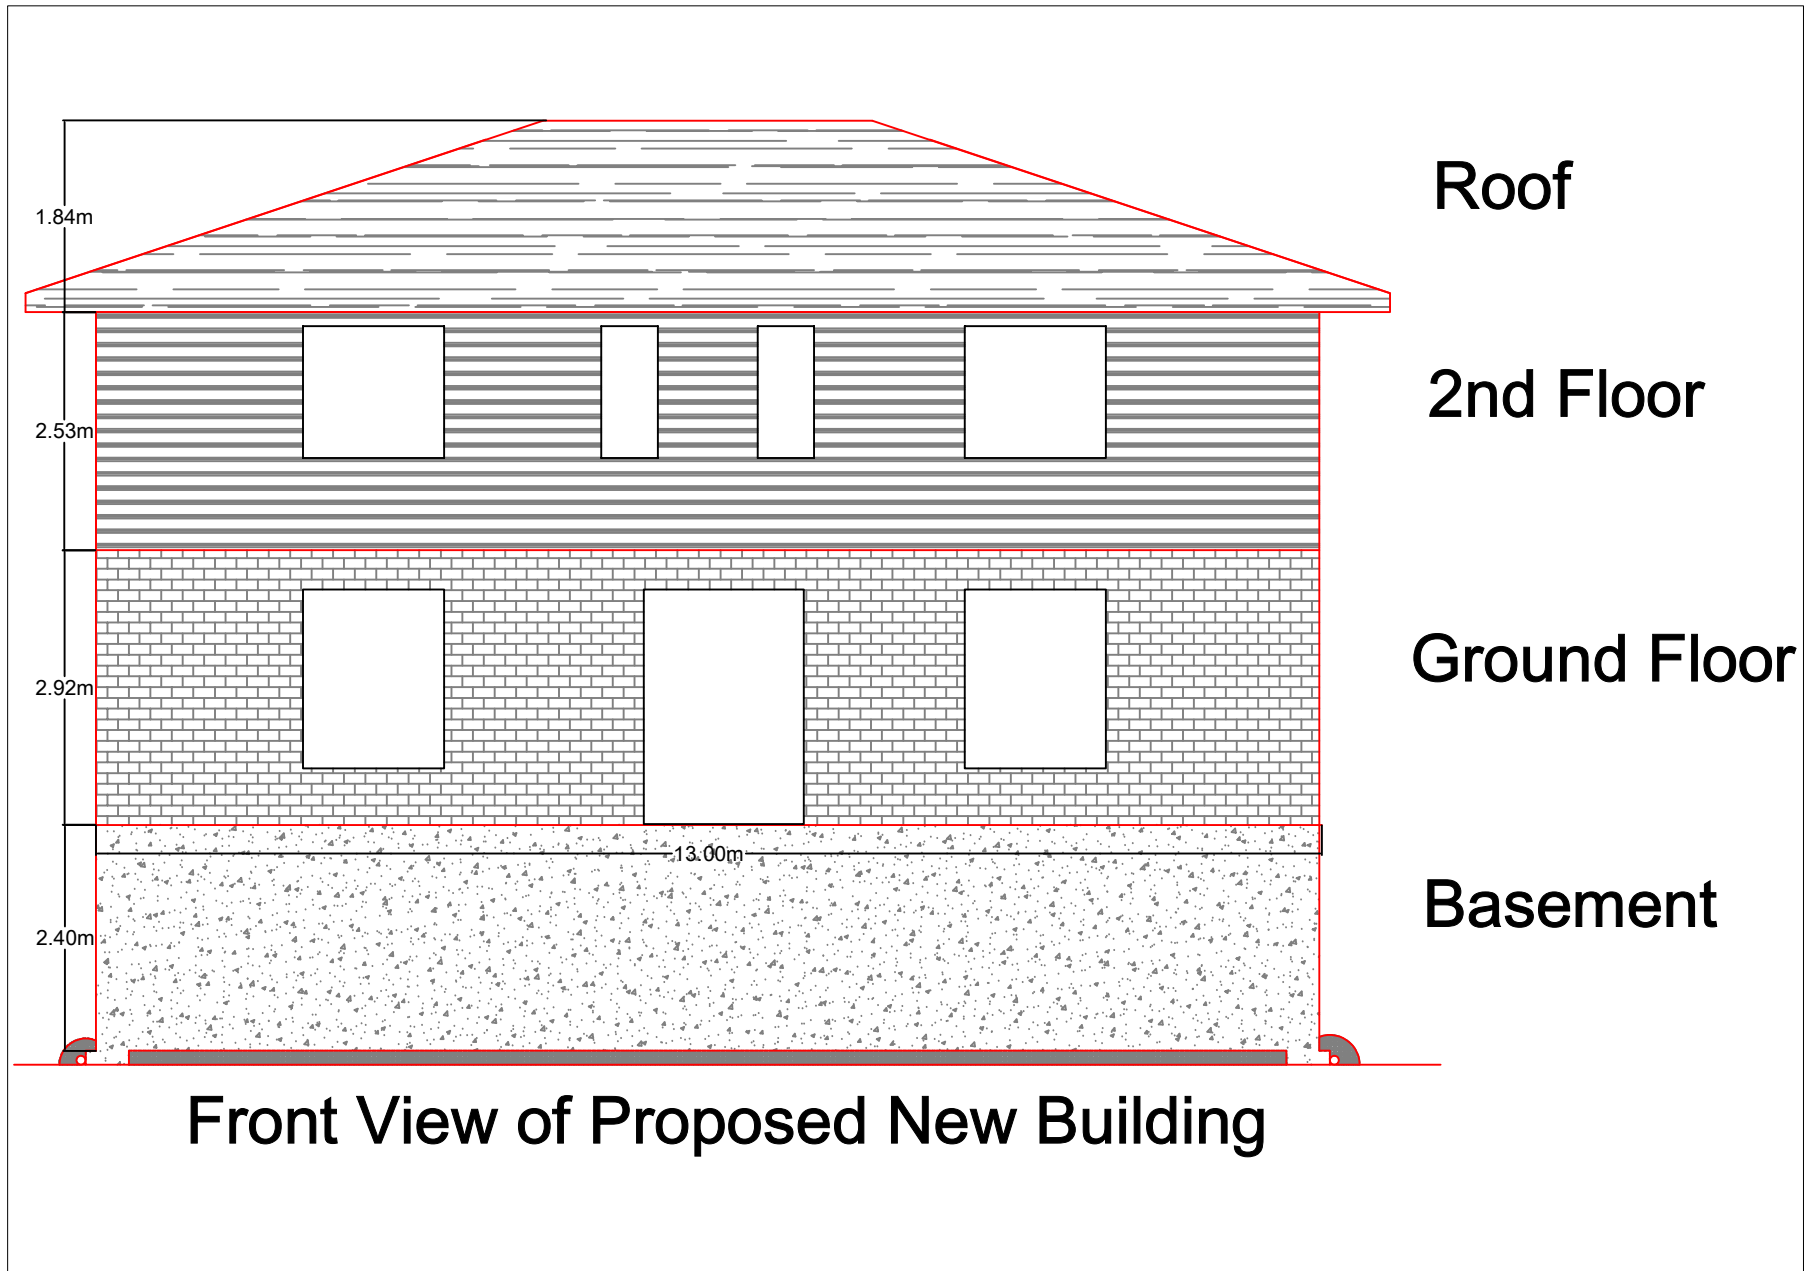 Roof
1.84m
2nd Floor
2.53m
Ground Floor
2.92m
13.00m
Basement
2.40m
Front View of Proposed New Building